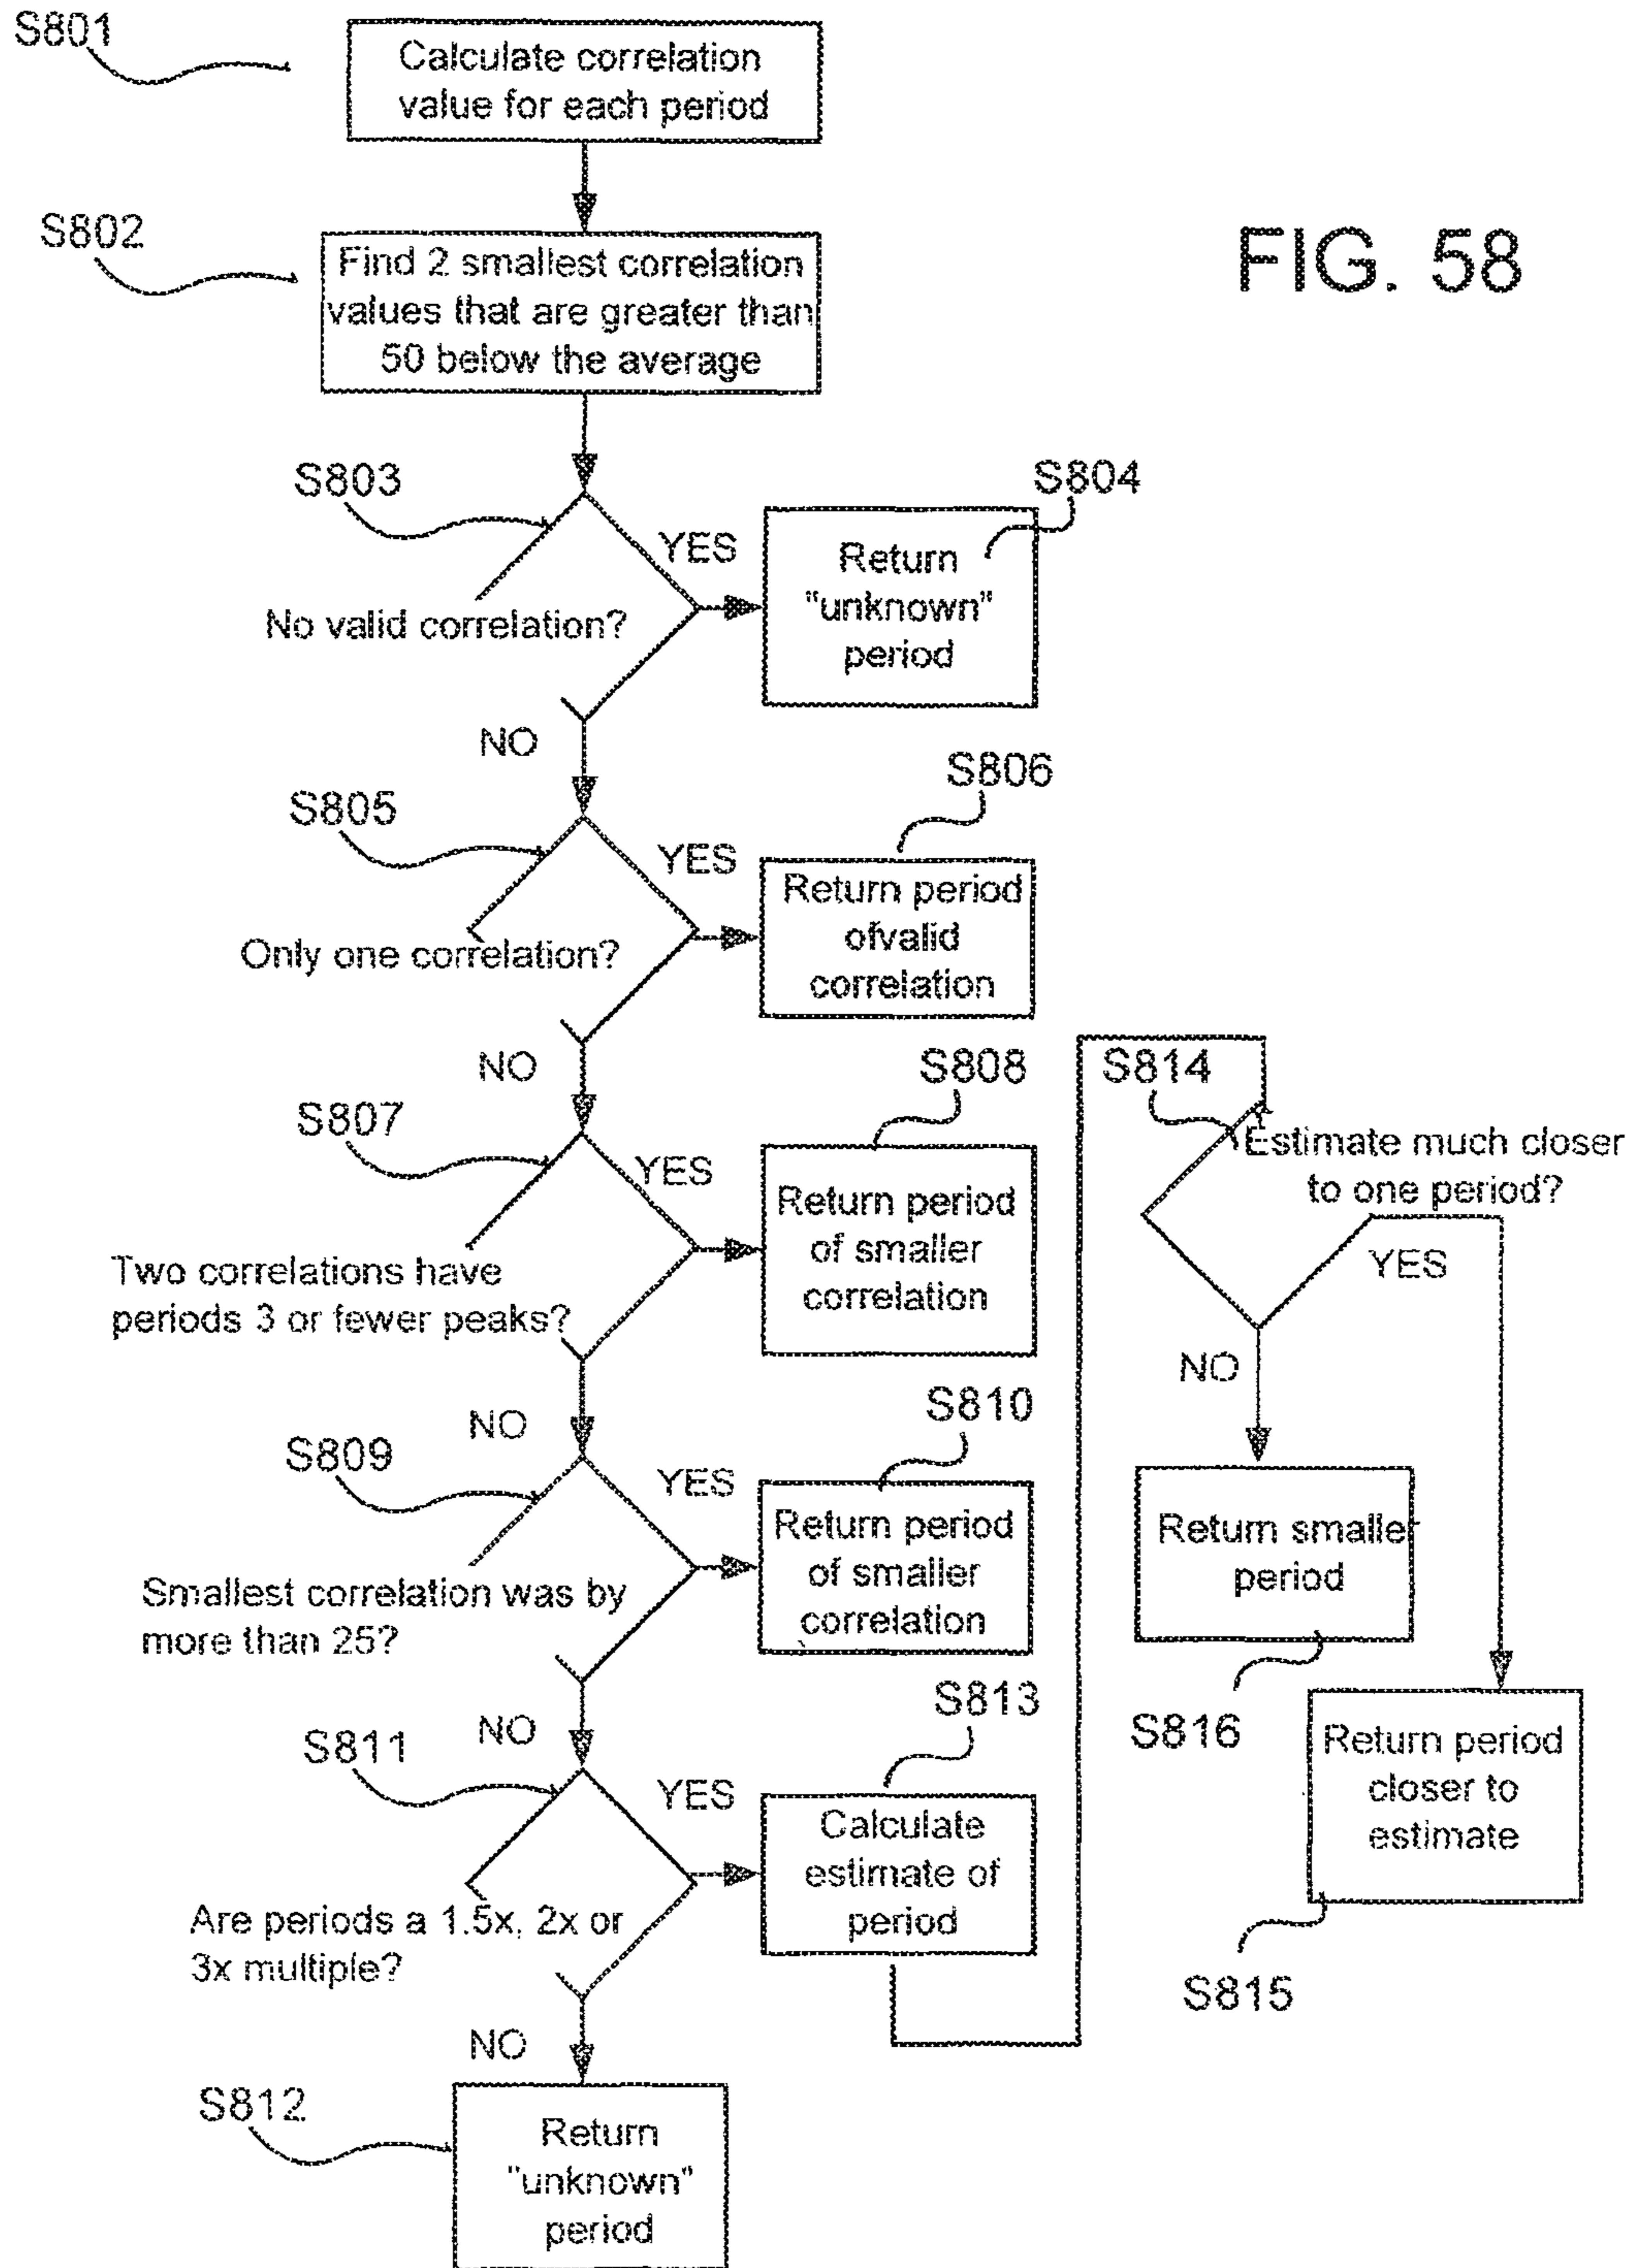 S801
Calculate correlation
value for each period
S802
Find 2 smallest correlation
values that are greater than
50 below the average
FIG. 58
S803
YES
No valid correlation?
NO
S804
Return
"unknown"
period
S805
YES
Only one correlation?
NO
S806
Return period
ofvalid
correlation
S807
YES
Two correlations have
periods 3 or fewer peaks?
NO
S808
Return period
of smaller
correlation
S809
YES
Smallest correlation was by
more than 25?
NO
S810
Return period
of smaller
correlation
S811
YES
Are periods a 1.5x, 2x or
3x multiple?
NO
S813
Calculate
estimate of
period
S812
Return
"unknown"
period
S814
Estimate much closer
to one period?
YES
NO
Return smaller
period
S816
Return period
closer to
estimate
S815